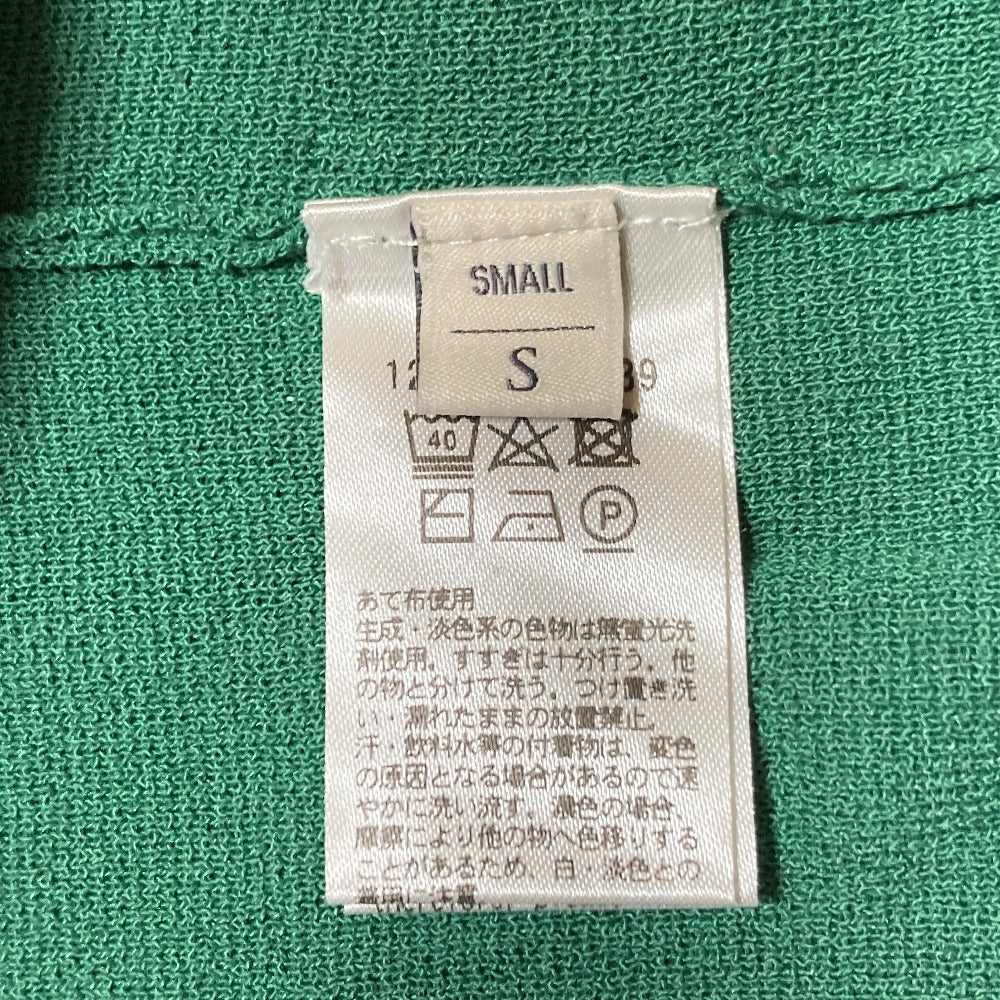 SMALL
S
12 39
40
P
あて布使用
生成・淡色系の色物は無蛍光洗
剤使用。すすぎは十分行う。他
の物と分けて洗う。つけ置き洗
い・濡れたままの放置禁止。
汗・飲料水等の付着物は、変色
の原因となる場合があるので速
やかに洗い流す。濃色の場合、
摩擦により他の物へ色移りする
ことがあるため、白・淡色との
着用に注意